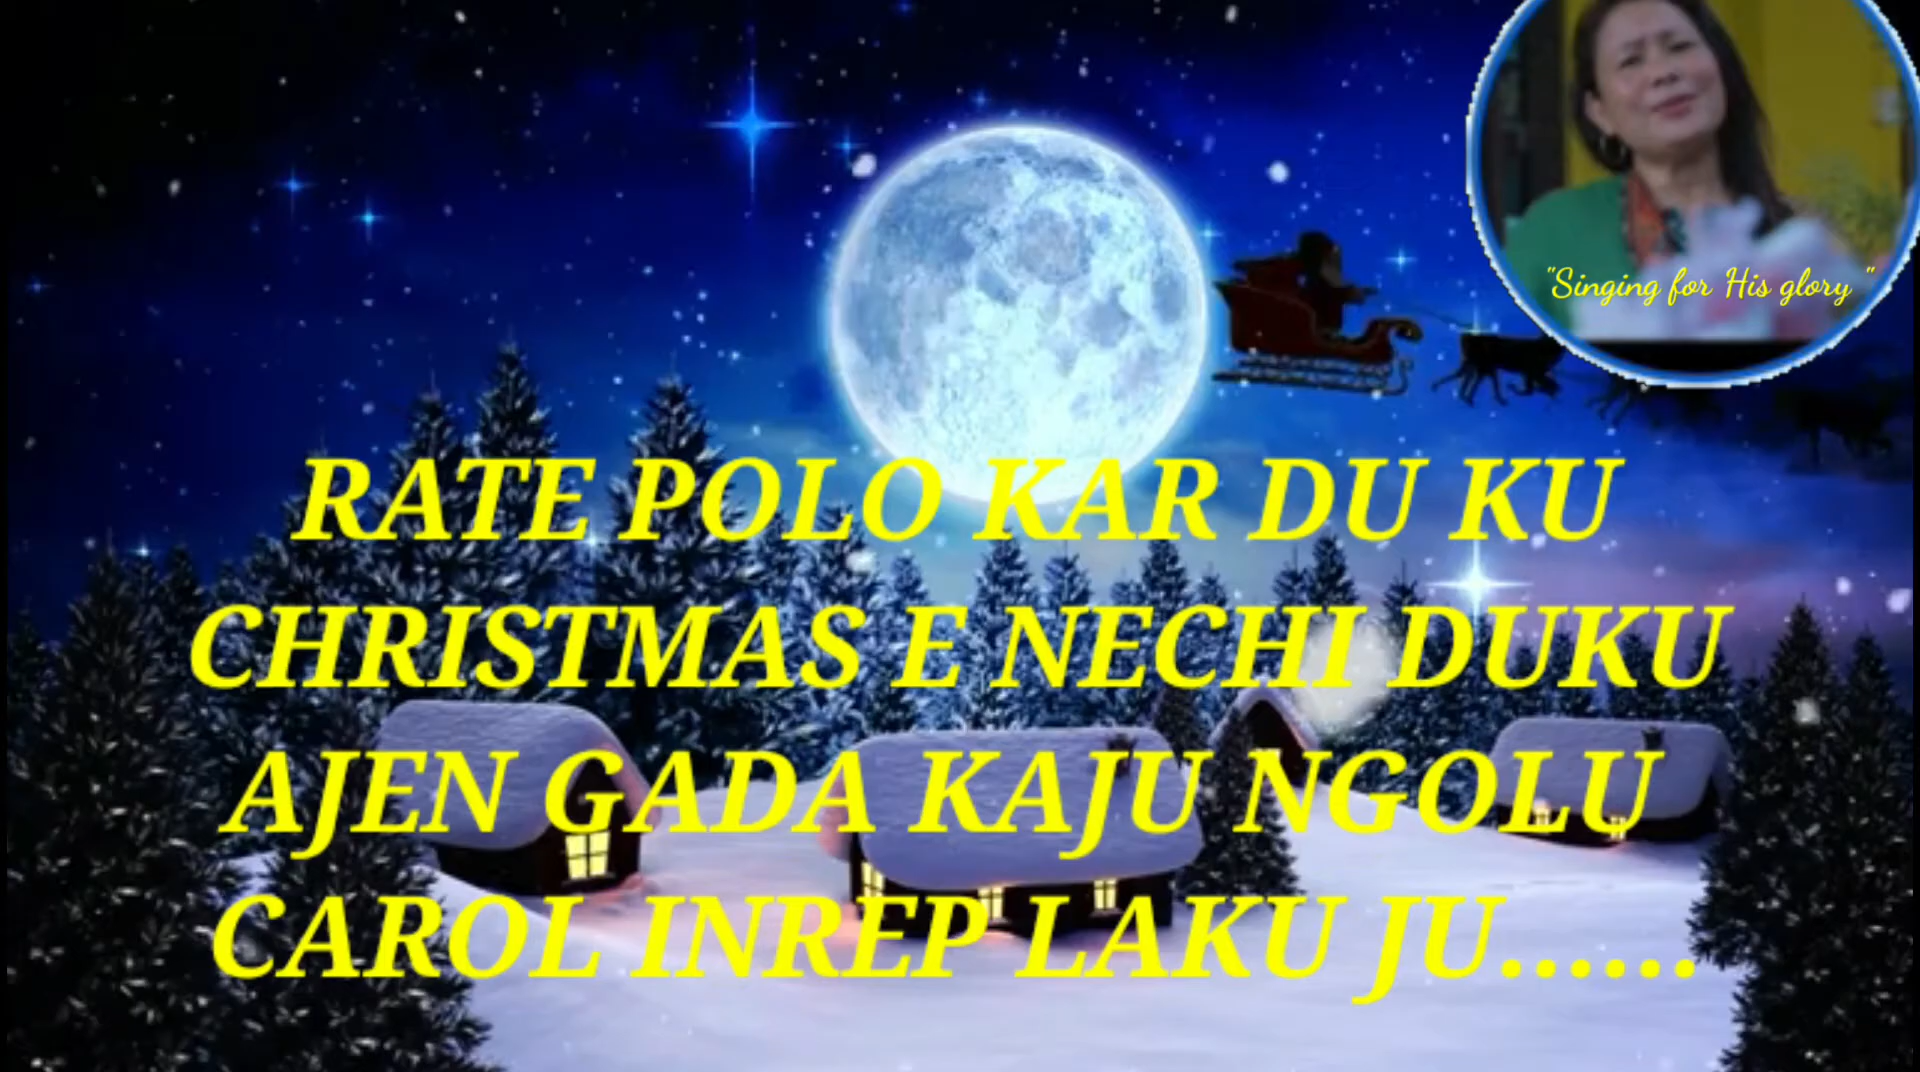 "Singing for His glory"
RATE POLO KAR DU KU
CHRISTMAS E NECHI DUKU
AJEN GADA KAJU NGOLU
CAROL INREP LAKU JU......